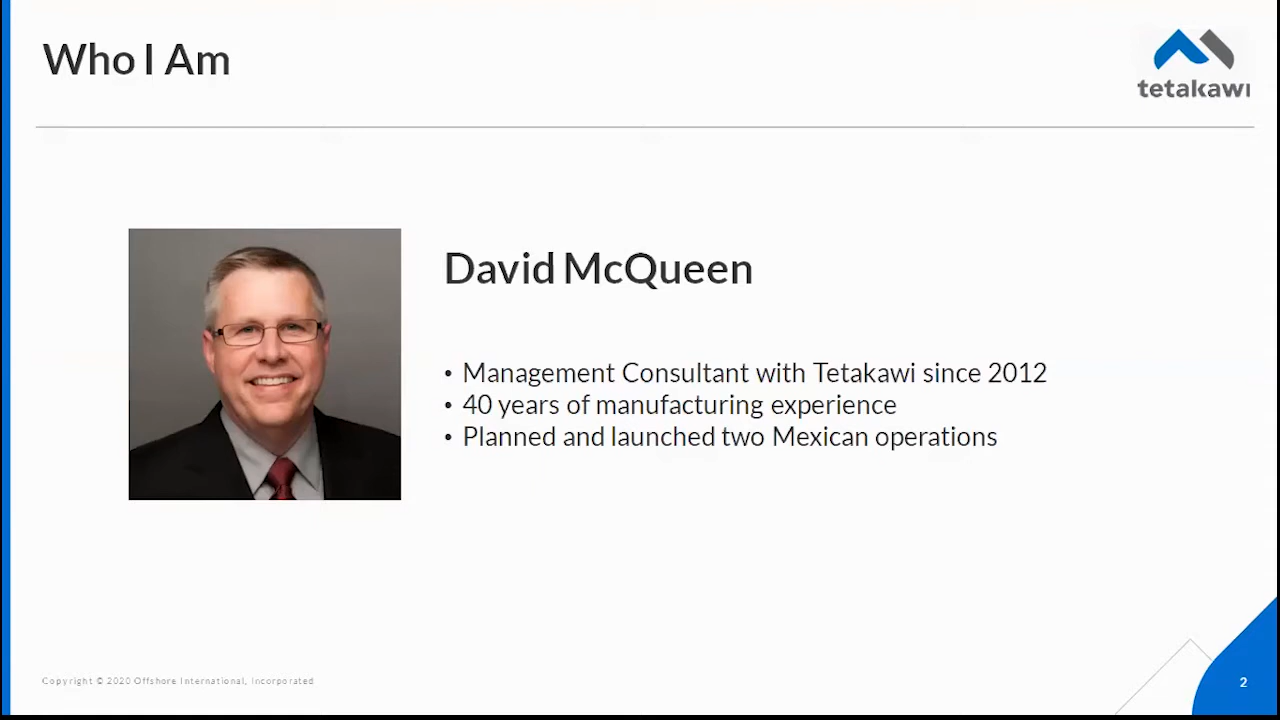 Who I Am
tetakawi
David McQueen
• Management Consultant with Tetakawi since 2012
• 40 years of manufacturing experience
• Planned and launched two Mexican operations
Copyright © 2020 Offshore International, Incorporated
2